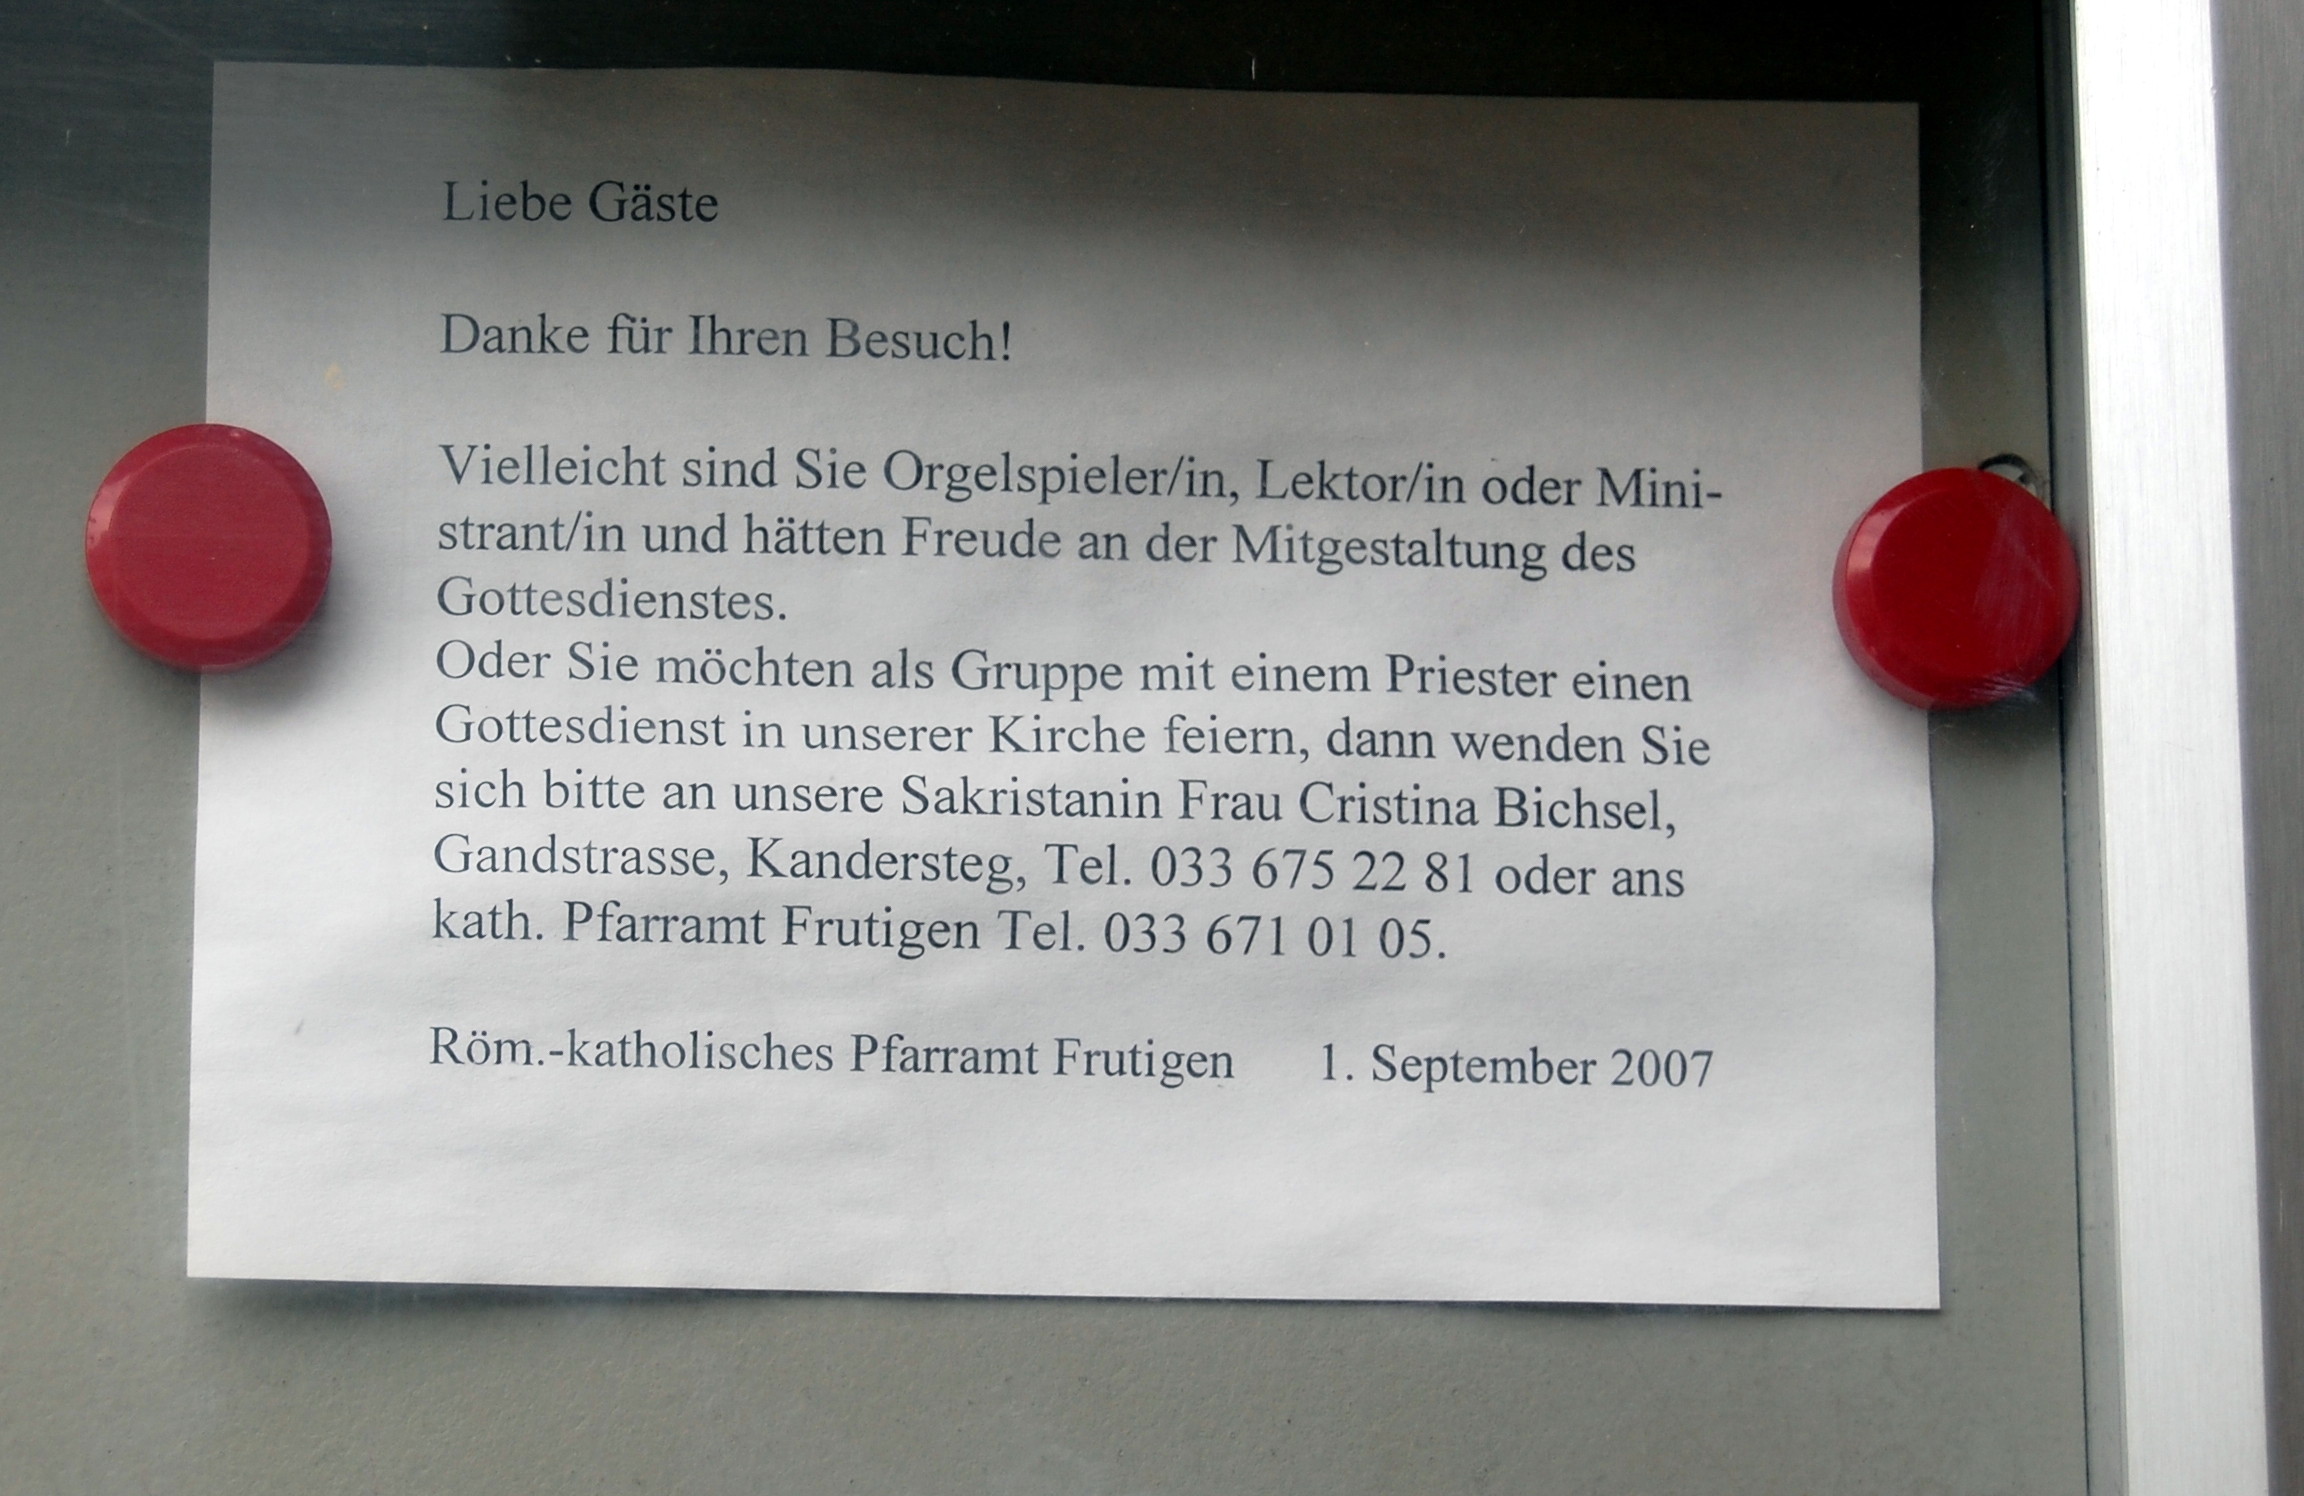 Liebe Gäste
Danke für Ihren Besuch!
Vielleicht sind Sie Orgelspieler/in, Lektor/in oder Mini-
strant/in und hätten Freude an der Mitgestaltung des
Gottesdienstes.
Oder Sie möchten als Gruppe mit einem Priester einen
Gottesdienst in unserer Kirche feiern, dann wenden Sie
sich bitte an unsere Sakristanin Frau Cristina Bichsel,
Gandstrasse, Kandersteg, Tel. 033 675 22 81 oder ans
kath. Pfarramt Frutigen Tel. 033 671 01 05.
Röm.-katholisches Pfarramt Frutigen 1. September 2007